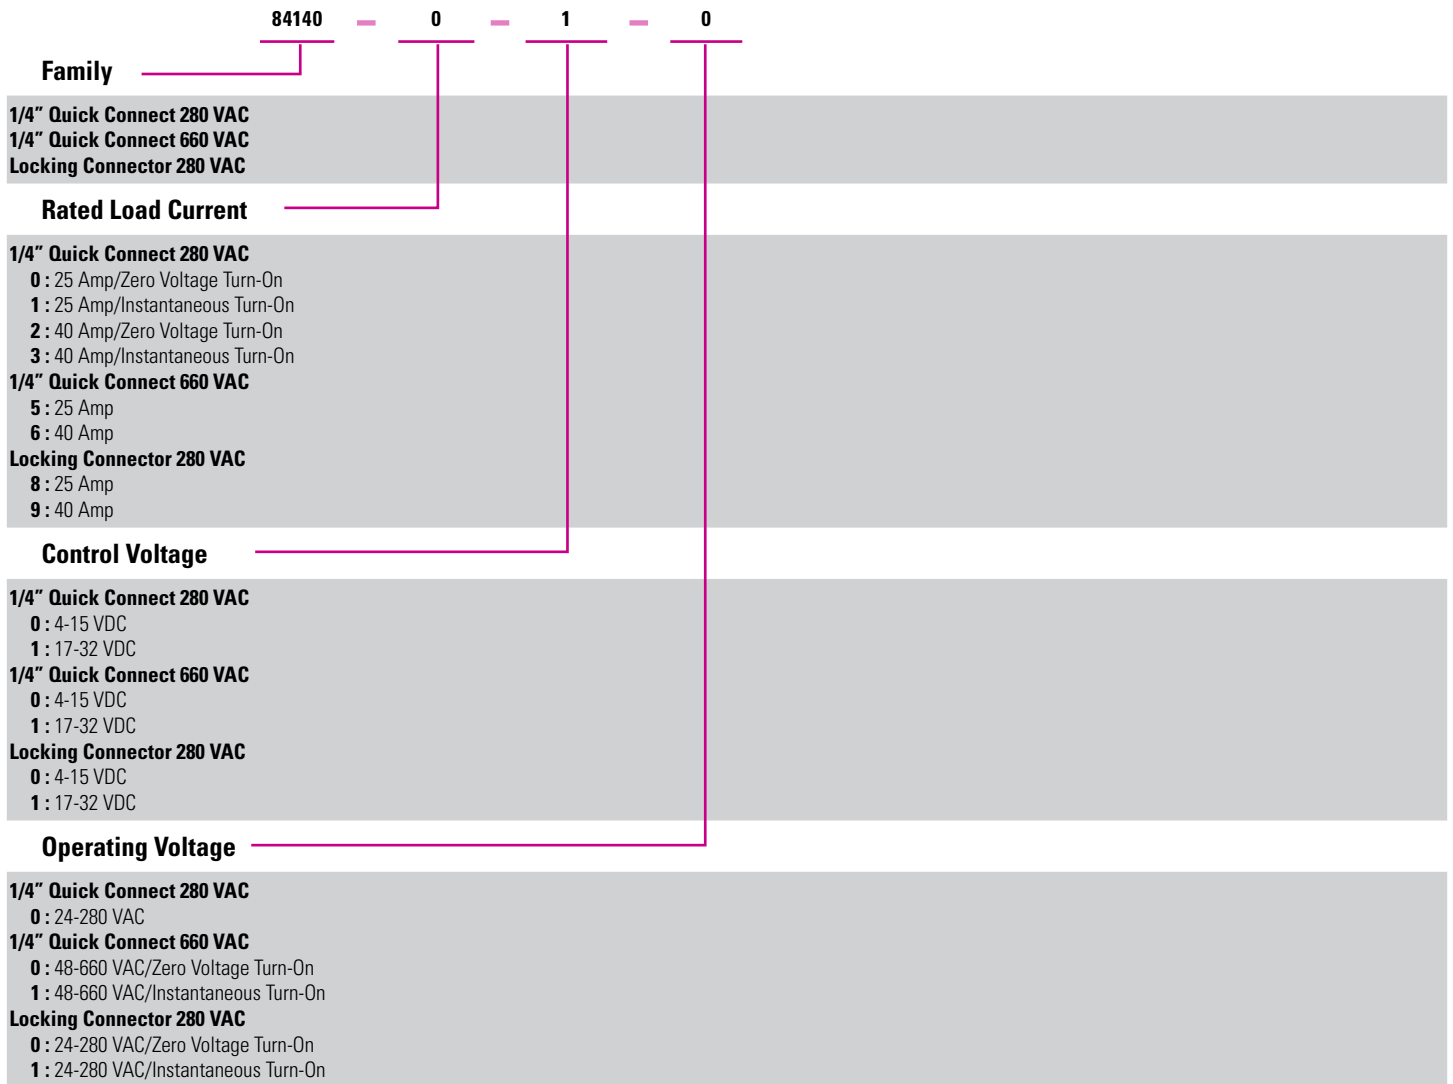 84140 – 0 – 1 – 0
Family
1/4” Quick Connect 280 VAC
1/4” Quick Connect 660 VAC
Locking Connector 280 VAC
Rated Load Current
1/4” Quick Connect 280 VAC
0 : 25 Amp/Zero Voltage Turn-On
1 : 25 Amp/Instantaneous Turn-On
2 : 40 Amp/Zero Voltage Turn-On
3 : 40 Amp/Instantaneous Turn-On
1/4” Quick Connect 660 VAC
5 : 25 Amp
6 : 40 Amp
Locking Connector 280 VAC
8 : 25 Amp
9 : 40 Amp
Control Voltage
1/4” Quick Connect 280 VAC
0 : 4-15 VDC
1 : 17-32 VDC
1/4” Quick Connect 660 VAC
0 : 4-15 VDC
1 : 17-32 VDC
Locking Connector 280 VAC
0 : 4-15 VDC
1 : 17-32 VDC
Operating Voltage
1/4” Quick Connect 280 VAC
0 : 24-280 VAC
1/4” Quick Connect 660 VAC
0 : 48-660 VAC/Zero Voltage Turn-On
1 : 48-660 VAC/Instantaneous Turn-On
Locking Connector 280 VAC
0 : 24-280 VAC/Zero Voltage Turn-On
1 : 24-280 VAC/Instantaneous Turn-On